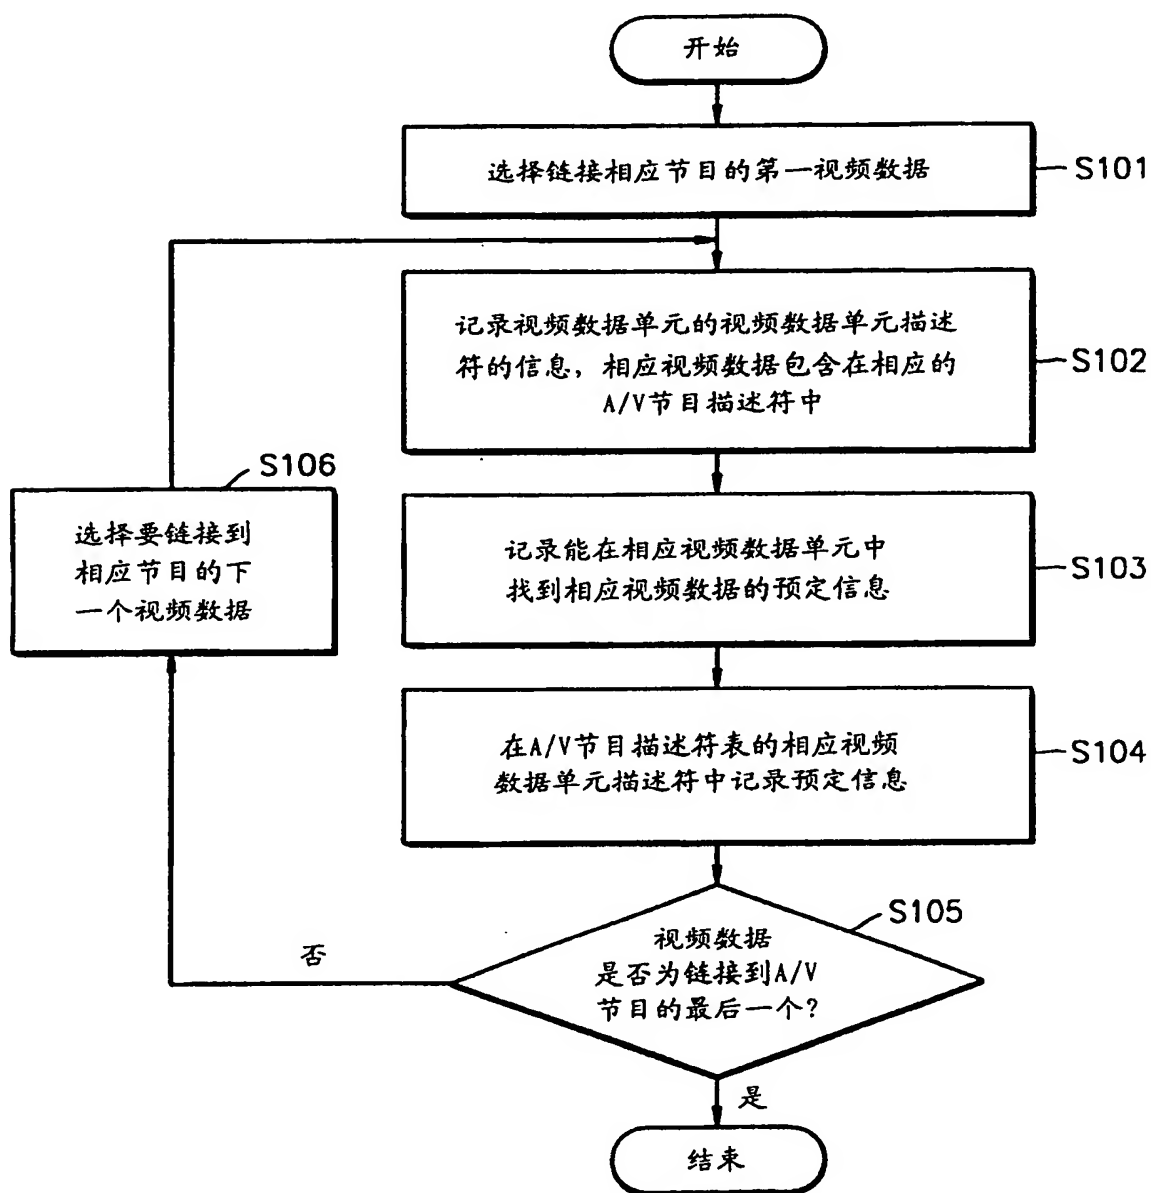 开始
选择链接相应节目的第一视频数据
S101
记录视频数据单元的视频数据单元描述
符的信息，相应视频数据包含在相应的
A/V节目描述符中
S102
S106
选择要链接到
相应节目的下
一个视频数据
记录能在相应视频数据单元中
找到相应视频数据的预定信息
S103
在A/V节目描述符表的相应视频
数据单元描述符中记录预定信息
S104
S105
视频数据
是否为链接到A/V
节目的最后一个?
否
是
结束